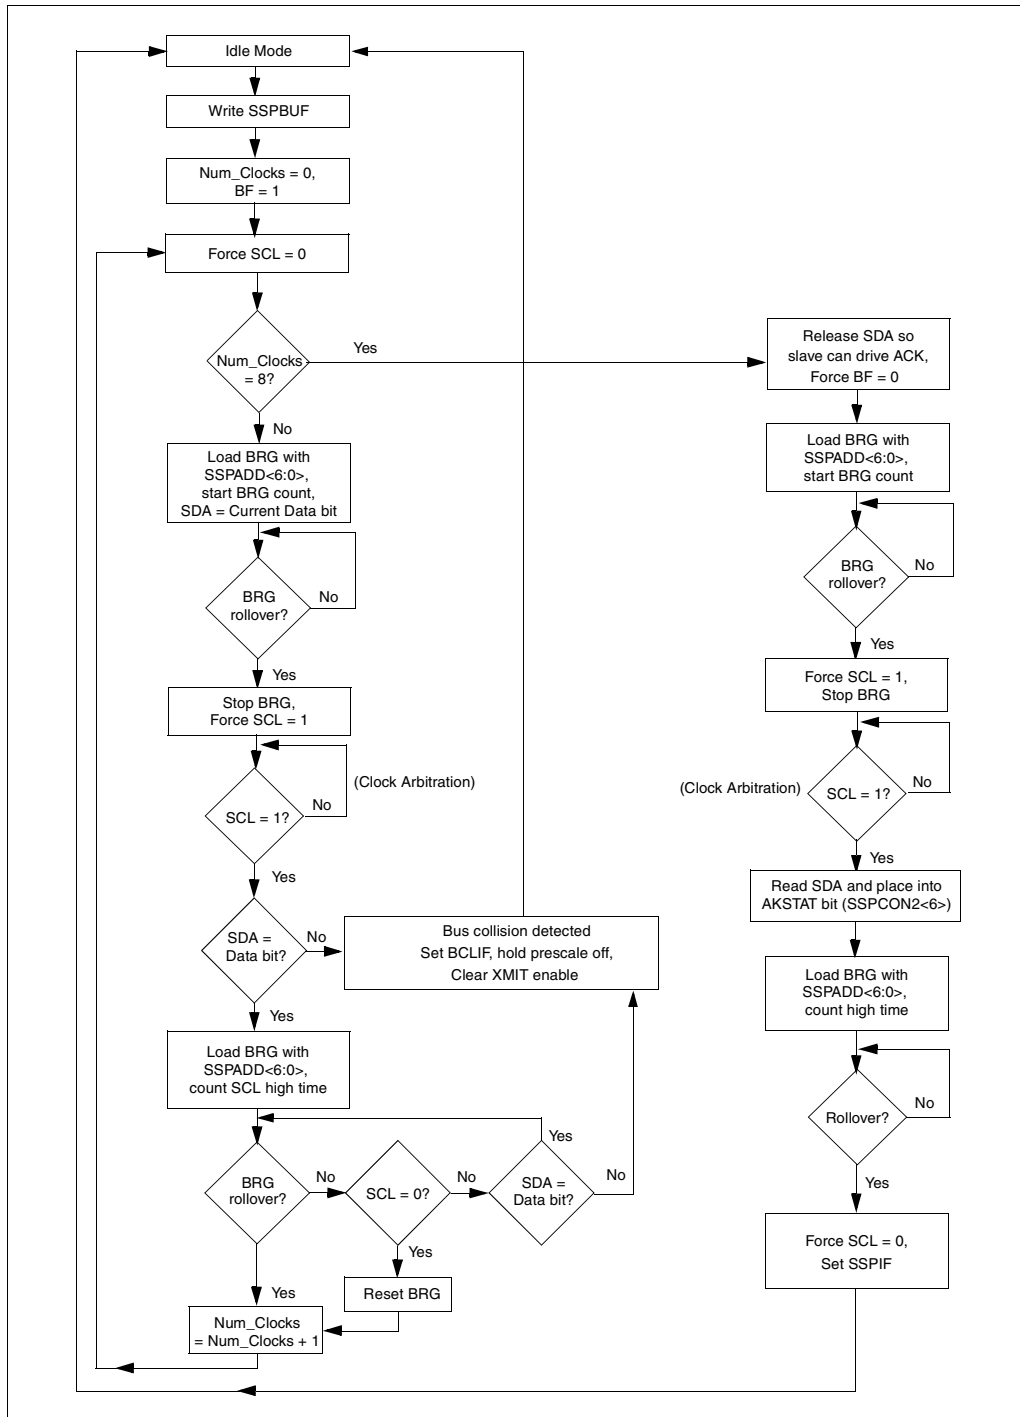 Idle Mode
Write SSPBUF
Num_Clocks = 0,
BF = 1
Force SCL = 0
Num_Clocks
= 8?
Yes
No
Load BRG with
SSPADD<6:0>,
start BRG count,
SDA = Current Data bit
BRG
rollover?
No
Yes
Stop BRG,
Force SCL = 1
(Clock Arbitration)
SCL = 1?
No
Yes
SDA =
Data bit?
No
Bus collision detected
Set BCLIF, hold prescale off,
Clear XMIT enable
Yes
Load BRG with
SSPADD<6:0>,
count SCL high time
BRG
rollover?
No
SCL = 0?
No
SDA =
Data bit?
Yes
No
Yes
Reset BRG
Yes
Num_Clocks
= Num_Clocks + 1
Release SDA so
slave can drive ACK,
Force BF = 0
Load BRG with
SSPADD<6:0>,
start BRG count
BRG
rollover?
No
Yes
Force SCL = 1,
Stop BRG
(Clock Arbitration)
SCL = 1?
No
Yes
Read SDA and place into
AKSTAT bit (SSPCON2<6>)
Load BRG with
SSPADD<6:0>,
count high time
Rollover?
No
Yes
Force SCL = 0,
Set SSPIF